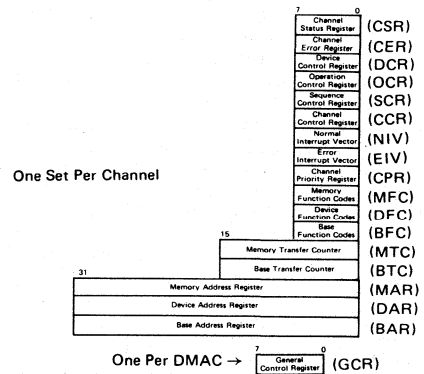 7 0
Channel
Status Register (CSR)
Channel
Error Register (CER)
Device
Control Register (DCR)
Operation
Control Register (OCR)
Sequence
Control Register (SCR)
Channel
Control Register (CCR)
Normal
Interrupt Vector (NIV)
Error
Interrupt Vector (EIV)
One Set Per Channel
Channel
Priority Register (CPR)
Memory
Function Codes (MFC)
Device
Function Codes (DFC)
Base
Function Codes (BFC)
15
Memory Transfer Counter (MTC)
Base Transfer Counter (BTC)
31
Memory Address Register (MAR)
Device Address Register (DAR)
Base Address Register (BAR)
7 0
One Per DMAC → General
Control Register (GCR)